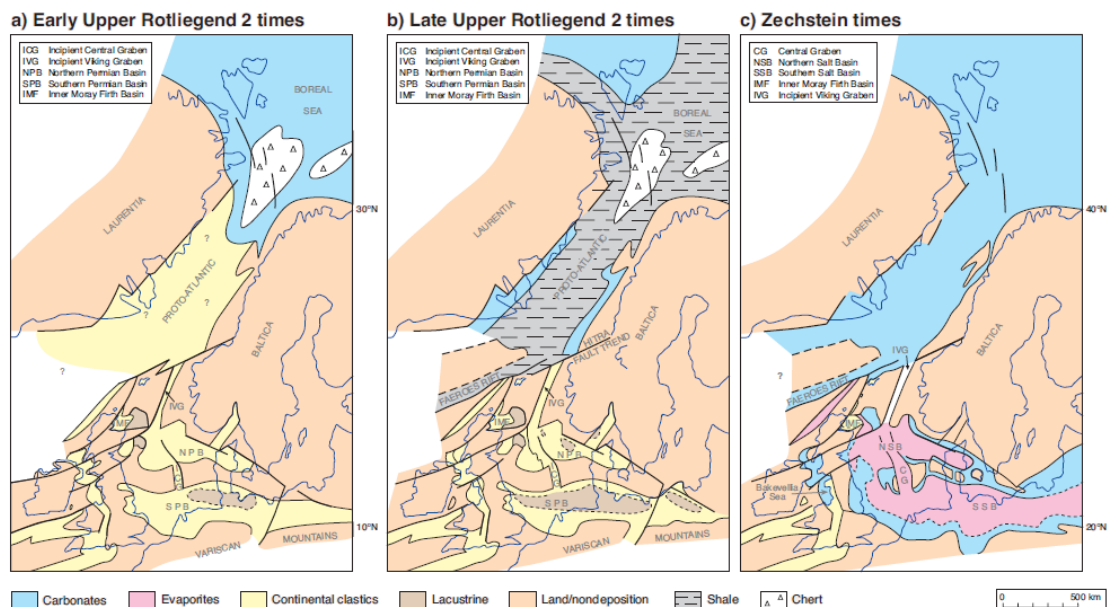 a) Early Upper Rotliegend 2 times
ICG Incipient Central Graben
IVG Incipient Viking Graben
NPB Northern Permian Basin
SPB Southern Permian Basin
IMF Inner Moray Firth Basin
BOREAL
SEA
LAURENTIA
30°N
?
PROTO-ATLANTIC
?
?
BALTICA
?
IVG
IMF
NPB
ICG
SPB
10°N
VARISCAN
MOUNTAINS
b) Late Upper Rotliegend 2 times
ICG Incipient Central Graben
IVG Incipient Viking Graben
NPB Northern Permian Basin
SPB Southern Permian Basin
IMF Inner Moray Firth Basin
BOREAL
SEA
LAURENTIA
PROTO-ATLANTIC
BALTICA
HITRA
FAULT TREND
FAEROES RIFT
IVG
IMF
NPB
ICG
SPB
VARISCAN
MOUNTAINS
c) Zechstein times
CG Central Graben
NSB Northern Salt Basin
SSB Southern Salt Basin
IMF Inner Moray Firth Basin
IVG Incipient Viking Graben
40°N
LAURENTIA
BALTICA
IVG
?
FAEROES RIFT
IMF
NSB
CG
Bakevellia
Sea
SSB
20°N
Carbonates
Evaporites
Continental clastics
Lacustrine
Land/nondeposition
Shale
Chert
0 500 km